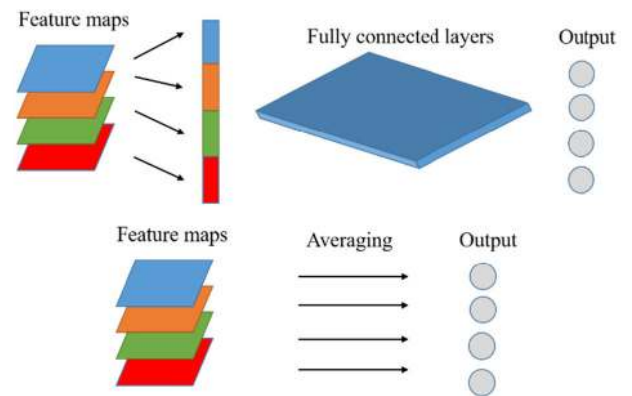 Feature maps
Fully connected layers
Output
Feature maps
Averaging
Output